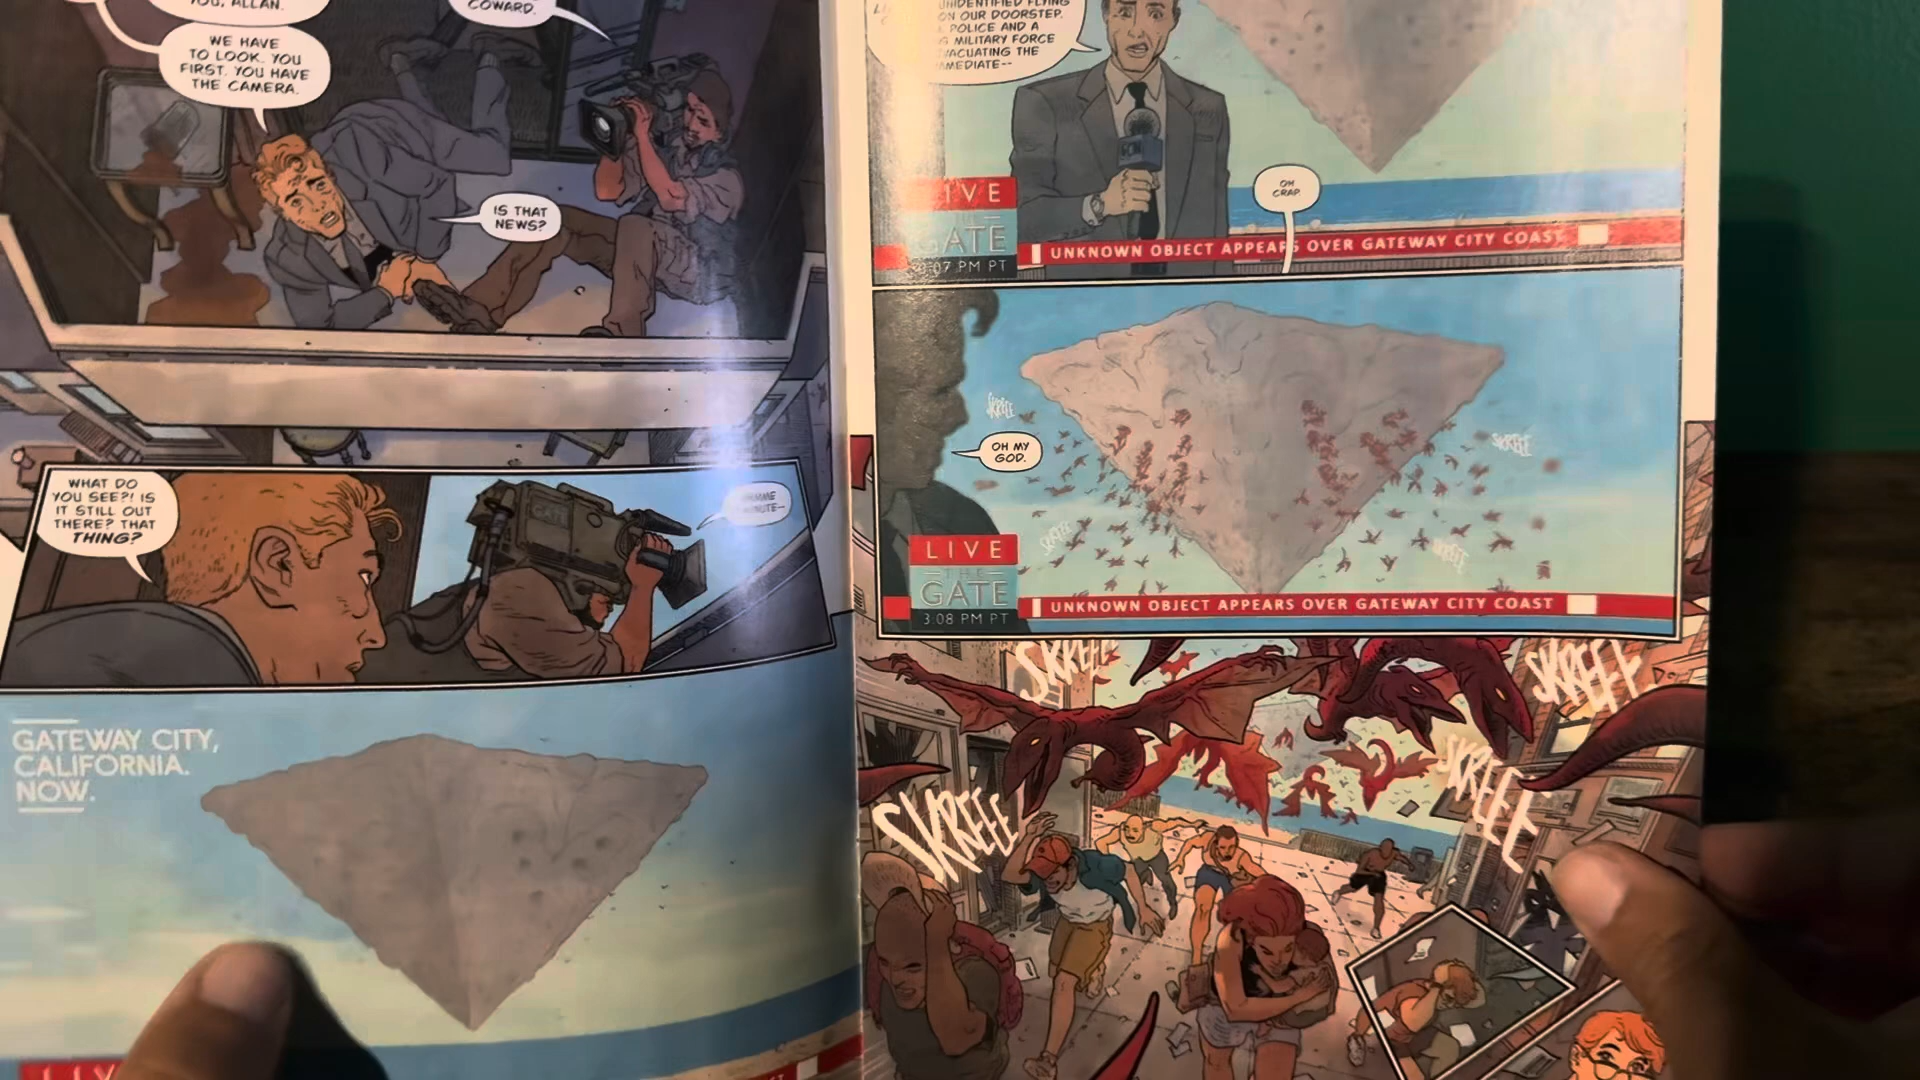 YOU, ALLAN.
WE HAVE
TO LOOK. YOU
FIRST. YOU HAVE
THE CAMERA.
COWARD.
IS THAT
NEWS?
WHAT DO
YOU SEE?! IS
IT STILL OUT
THERE? THAT
THING?
GATE
GATEWAY CITY,
CALIFORNIA.
NOW.
UNIDENTIFIED FLYING
ON OUR DOORSTEP.
POLICE AND A
MILITARY FORCE
THE
OH
CRAP.
LIVE
GATE
PM PT
UNKNOWN OBJECT APPEARS OVER GATEWAY CITY COAST
SKREEE
SKREEE
OH MY
GOD.
SKREEE
SKREEE
LIVE
THE
GATE
3:08 PM PT
UNKNOWN OBJECT APPEARS OVER GATEWAY CITY COAST
SKREEE
SKREEE
SKREEE
SKREEE